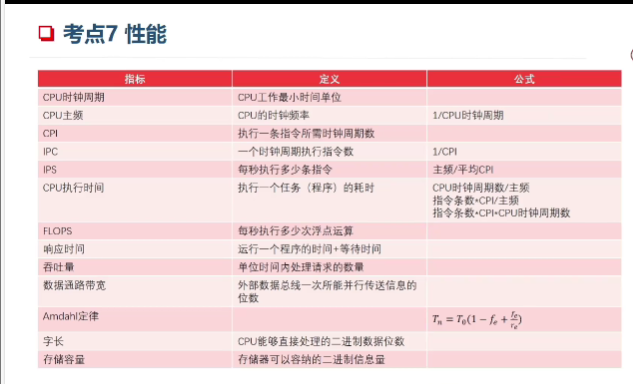 考点7 性能
指标 定义 公式
CPU时钟周期 CPU工作最小时间单位
CPU主频 CPU的时钟频率 1/CPU时钟周期
CPI 执行一条指令所需时钟周期数
IPC 一个时钟周期执行指令数 1/CPI
IPS 每秒执行多少条指令 主频/平均CPI
CPU执行时间 执行一个任务（程序）的耗时 CPU时钟周期数/主频
指令条数*CPI/主频
指令条数*CPI*CPU时钟周期数
FLOPS 每秒执行多少次浮点运算
响应时间 运行一个程序的时间+等待时间
吞吐量 单位时间内处理请求的数量
数据通路带宽 外部数据总线一次所能并行传送信息的
位数
Amdahl定律 Tₙ = T₀(1 − fₑ + fₑ/rₑ)
字长 CPU能够直接处理的二进制数据位数
存储容量 存储器可以容纳的二进制信息量